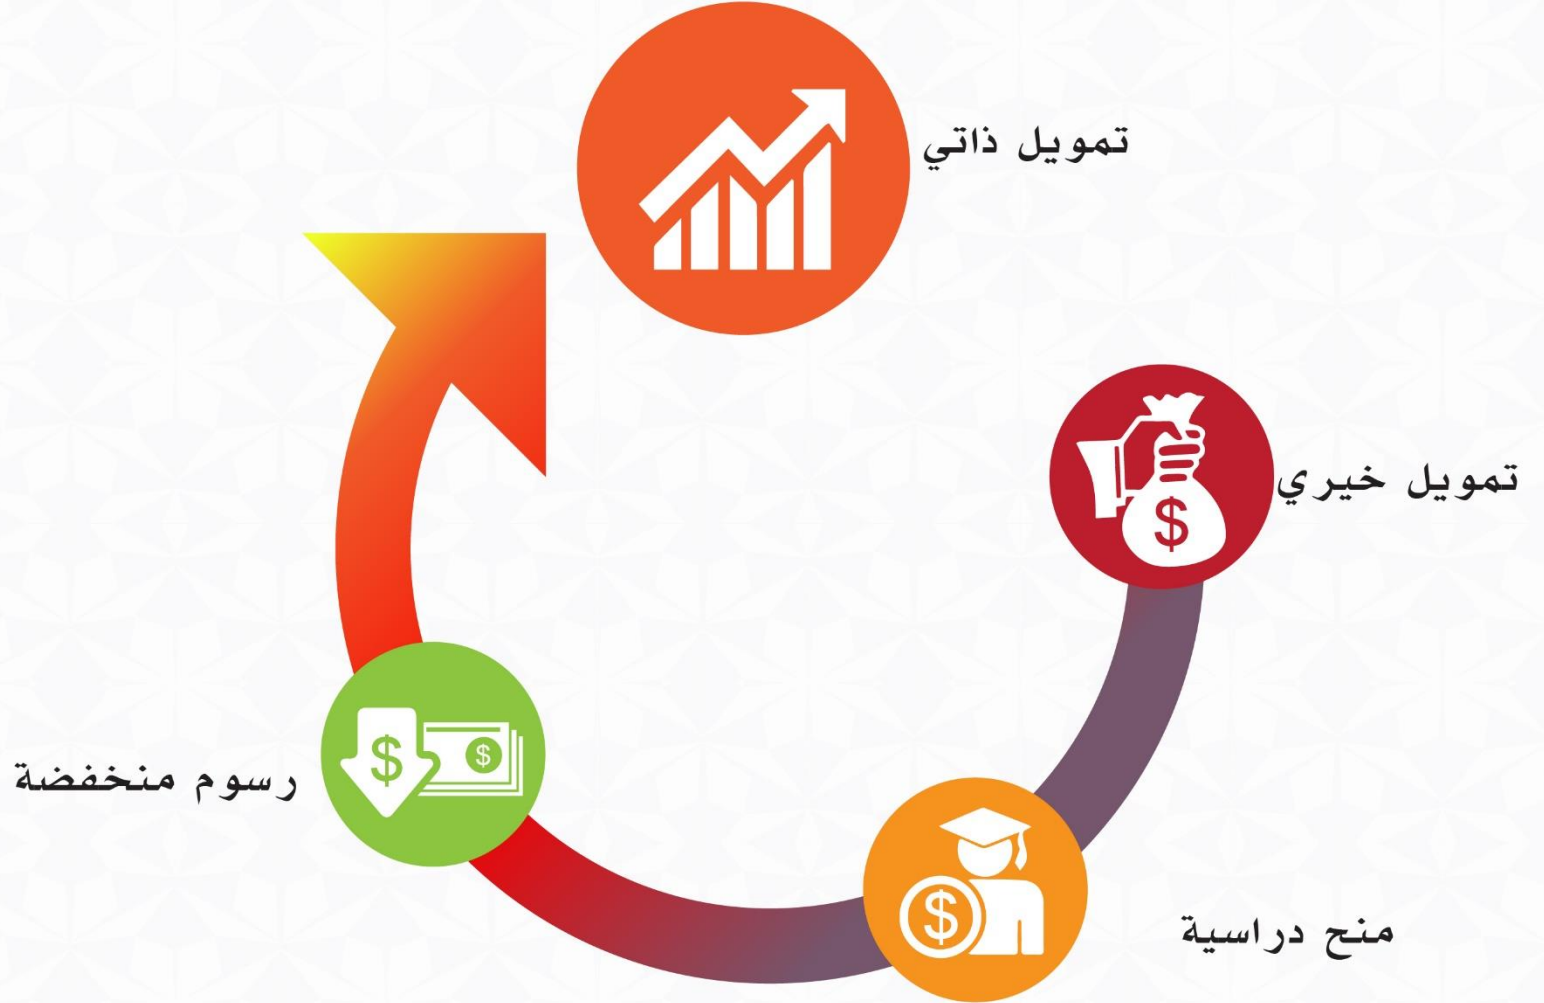 تمويل ذاتي
تمويل خيري
رسوم منخفضة
منح دراسية
$
$
$
$